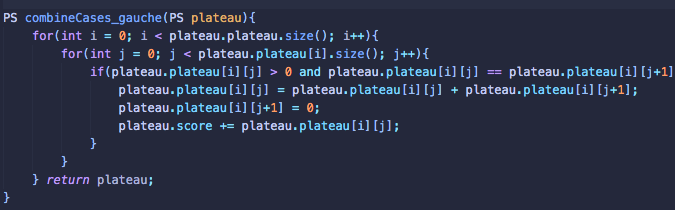 PS combineCases_gauche(PS plateau){
for(int i = 0; i < plateau.plateau.size(); i++){
for(int j = 0; j < plateau.plateau[i].size(); j++){
if(plateau.plateau[i][j] > 0 and plateau.plateau[i][j] == plateau.plateau[i][j+1]
plateau.plateau[i][j] = plateau.plateau[i][j] + plateau.plateau[i][j+1];
plateau.plateau[i][j+1] = 0;
plateau.score += plateau.plateau[i][j];
}
}
} return plateau;
}